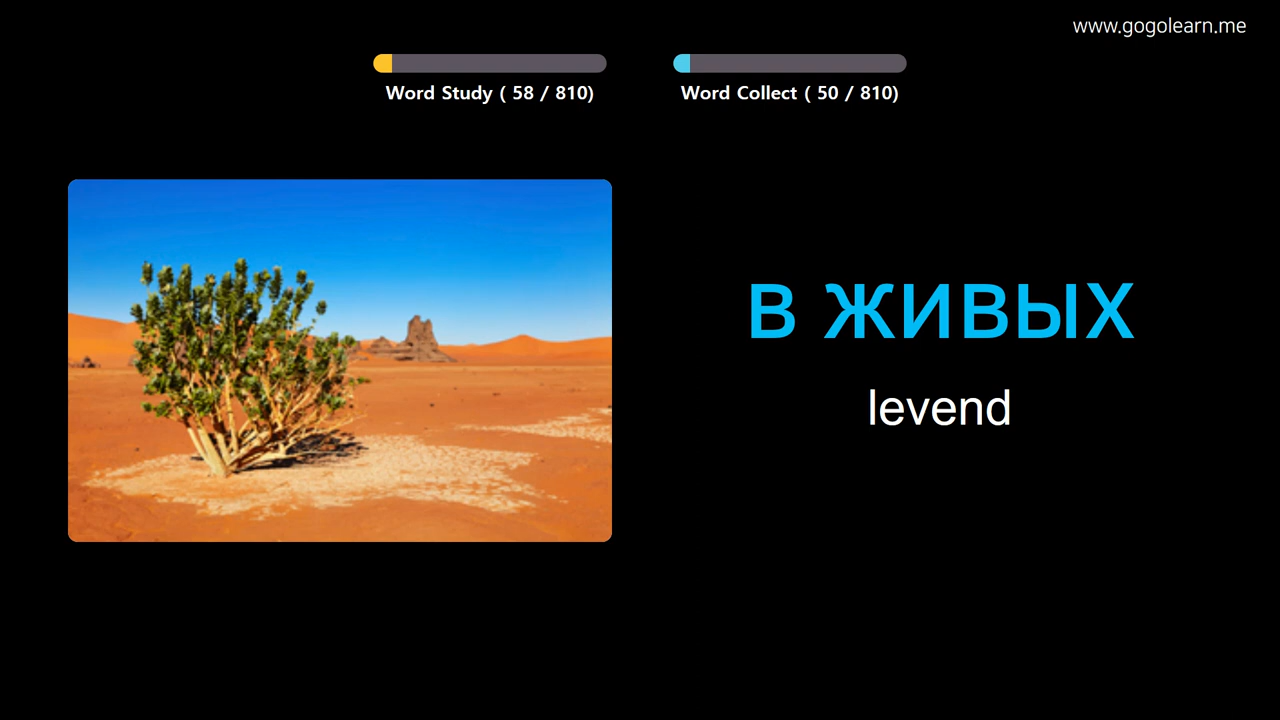 www.gogolearn.me
Word Study ( 58 / 810)
Word Collect ( 50 / 810)
в живых
levend